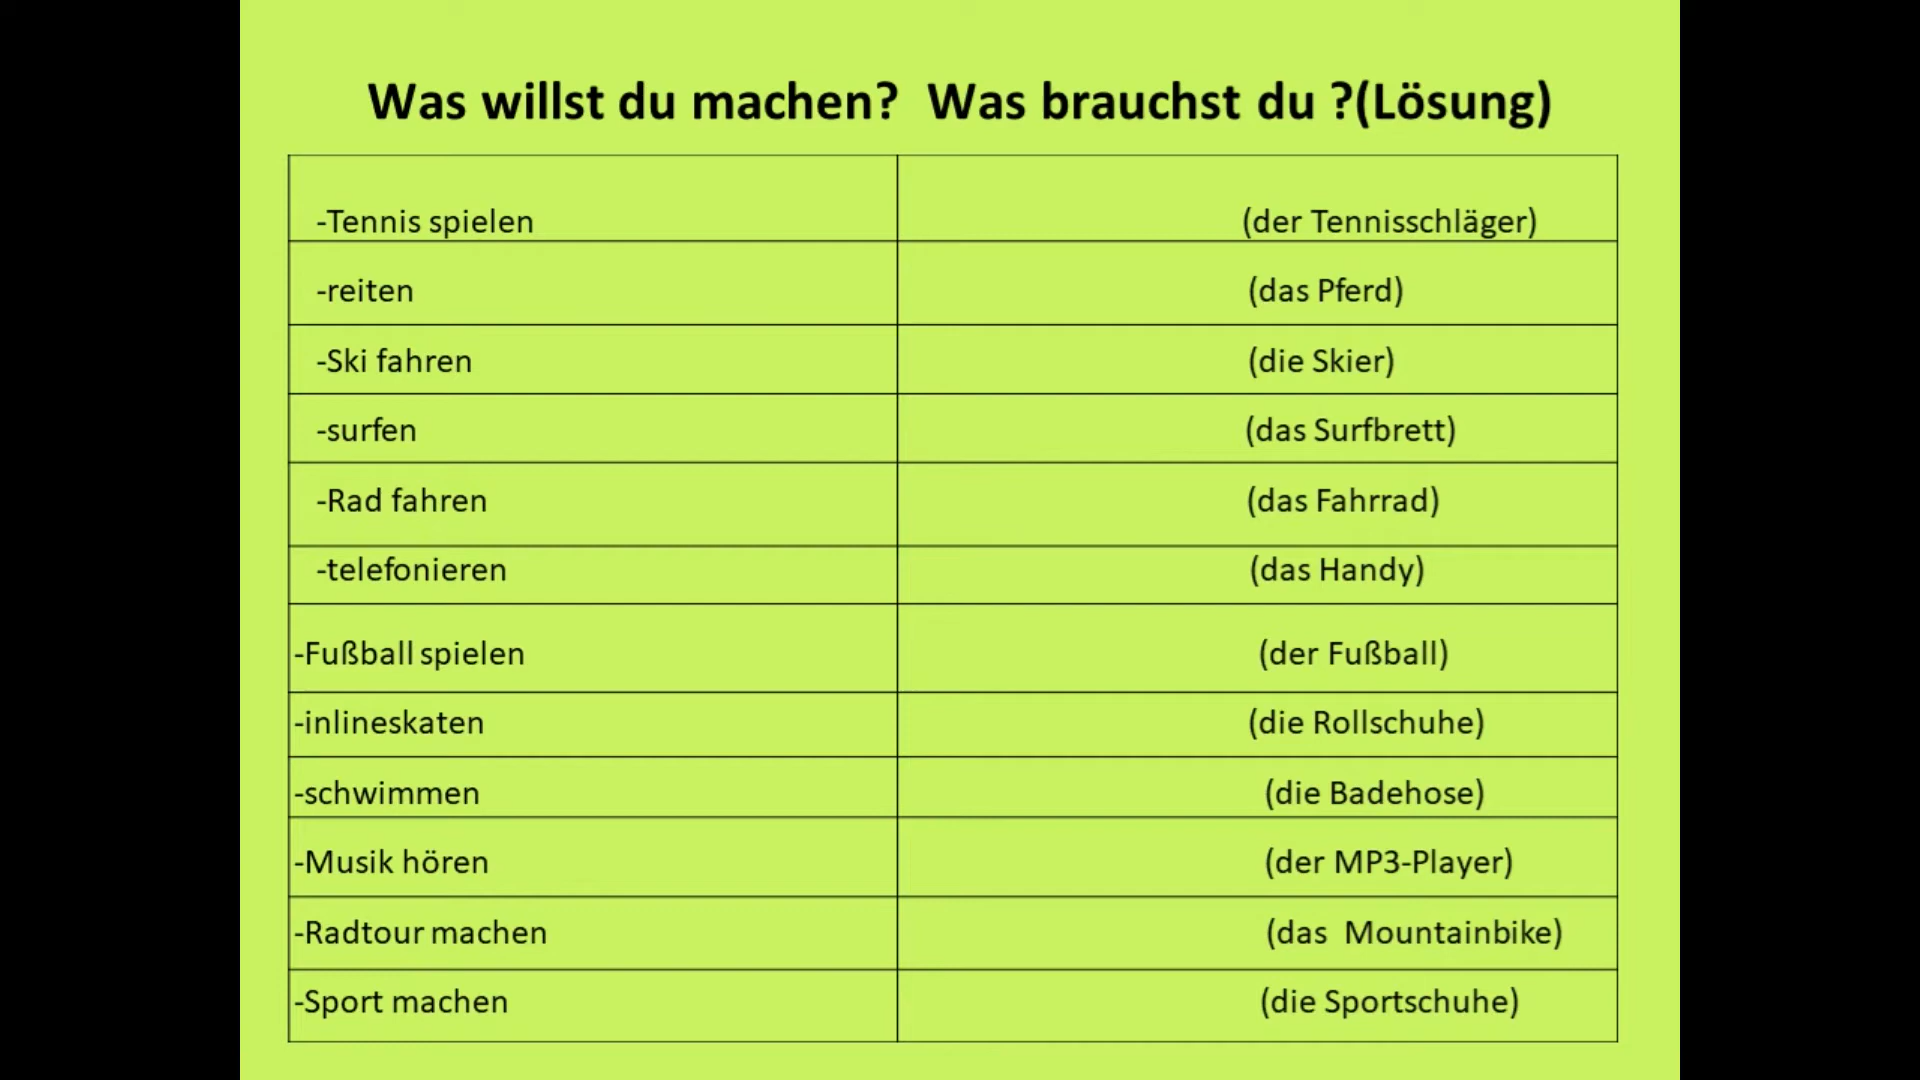 Was willst du machen? Was brauchst du ?(Lösung)
-Tennis spielen (der Tennisschläger)
-reiten (das Pferd)
-Ski fahren (die Skier)
-surfen (das Surfbrett)
-Rad fahren (das Fahrrad)
-telefonieren (das Handy)
-Fußball spielen (der Fußball)
-inlineskaten (die Rollschuhe)
-schwimmen (die Badehose)
-Musik hören (der MP3-Player)
-Radtour machen (das Mountainbike)
-Sport machen (die Sportschuhe)